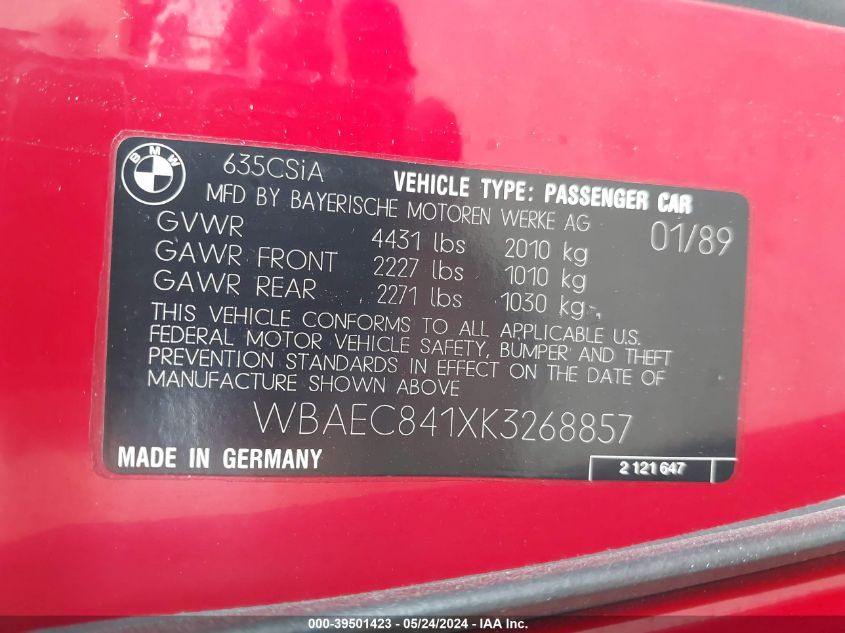 BMW
635CSiA
VEHICLE TYPE: PASSENGER CAR
MFD BY BAYERISCHE MOTOREN WERKE AG
01/89
GVWR 4431 lbs 2010 kg
GAWR FRONT 2227 lbs 1010 kg
GAWR REAR 2271 lbs 1030 kg
THIS VEHICLE CONFORMS TO ALL APPLICABLE U.S.
FEDERAL MOTOR VEHICLE SAFETY, BUMPER AND THEFT
PREVENTION STANDARDS IN EFFECT ON THE DATE OF
MANUFACTURE SHOWN ABOVE
WBAEC841XK3268857
MADE IN GERMANY
2 121 647
000-39501423 - 05/24/2024 - IAA Inc.